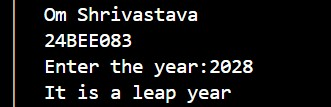 Om Shrivastava
24BEE083
Enter the year:2028
It is a leap year